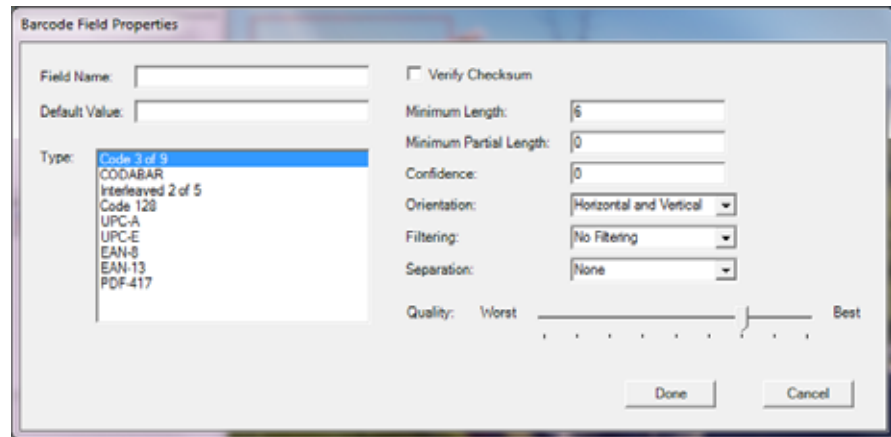 Barcode Field Properties
Field Name:
Default Value:
Type:
Code 3 of 9
CODABAR
Interleaved 2 of 5
Code 128
UPC-A
UPC-E
EAN-8
EAN-13
PDF-417
Verify Checksum
Minimum Length: 6
Minimum Partial Length: 0
Confidence: 0
Orientation: Horizontal and Vertical
Filtering: No Filtering
Separation: None
Quality: Worst Best
Done Cancel